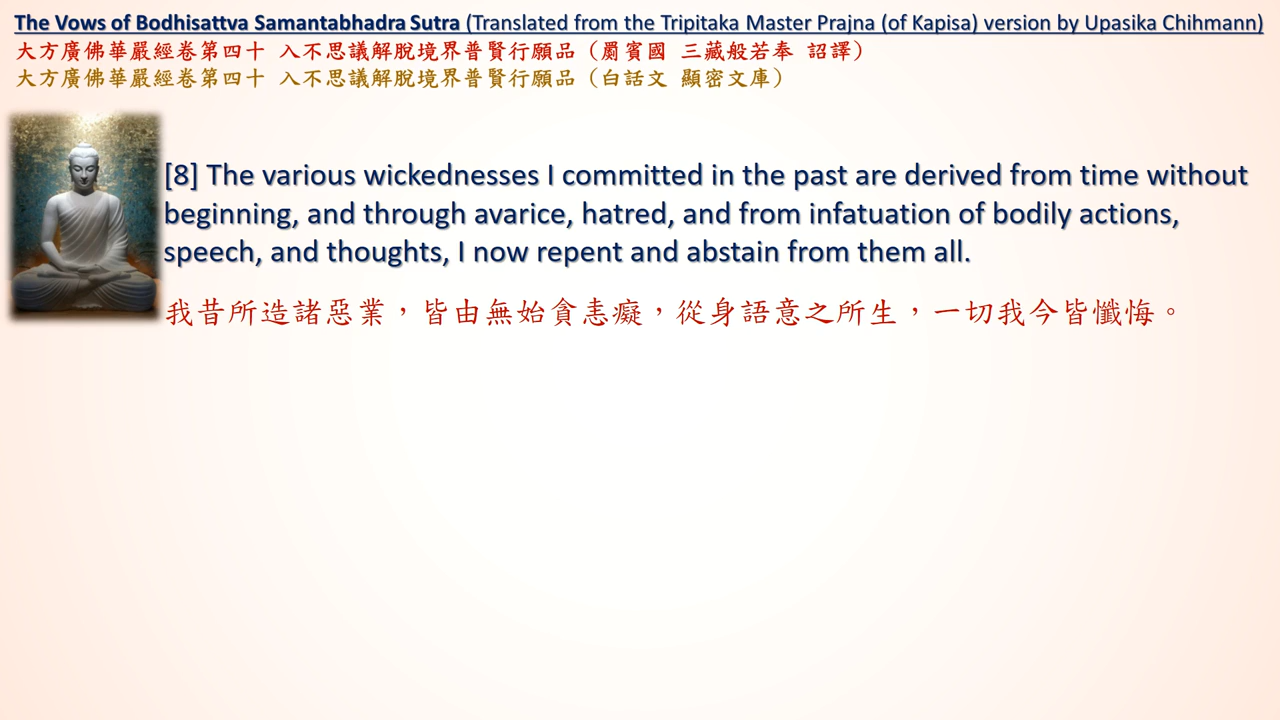 The Vows of Bodhisattva Samantabhadra Sutra (Translated from the Tripitaka Master Prajna (of Kapisa) version by Upasika Chihmann)
大方廣佛華嚴經卷第四十 入不思議解脫境界普賢行願品（罽賓國 三藏般若奉 詔譯）
大方廣佛華嚴經卷第四十 入不思議解脫境界普賢行願品（白話文 顯密文庫）
[8] The various wickednesses I committed in the past are derived from time without
beginning, and through avarice, hatred, and from infatuation of bodily actions,
speech, and thoughts, I now repent and abstain from them all.
我昔所造諸惡業，皆由無始貪恚癡，從身語意之所生，一切我今皆懺悔。